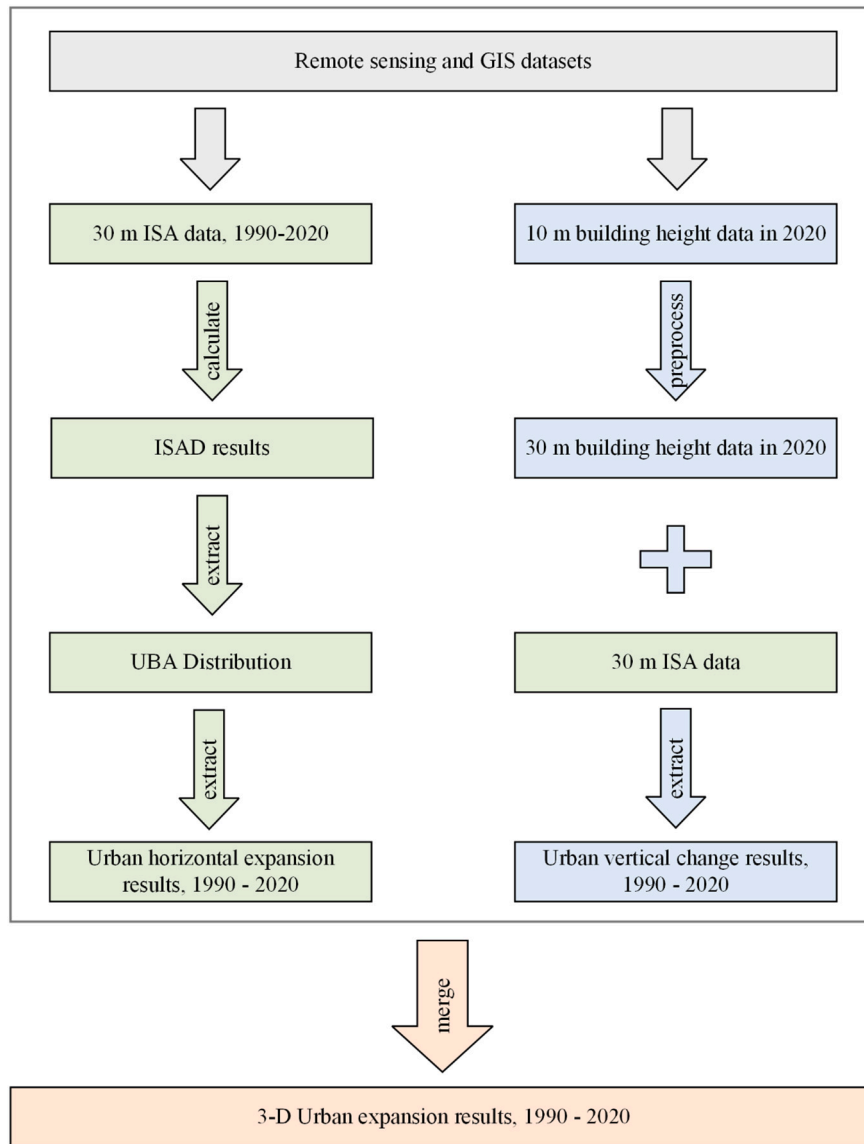 Remote sensing and GIS datasets
30 m ISA data, 1990-2020
10 m building height data in 2020
calculate
preprocess
ISAD results
30 m building height data in 2020
extract
UBA Distribution
30 m ISA data
extract
extract
Urban horizontal expansion
results, 1990 - 2020
Urban vertical change results,
1990 - 2020
merge
3-D Urban expansion results, 1990 - 2020